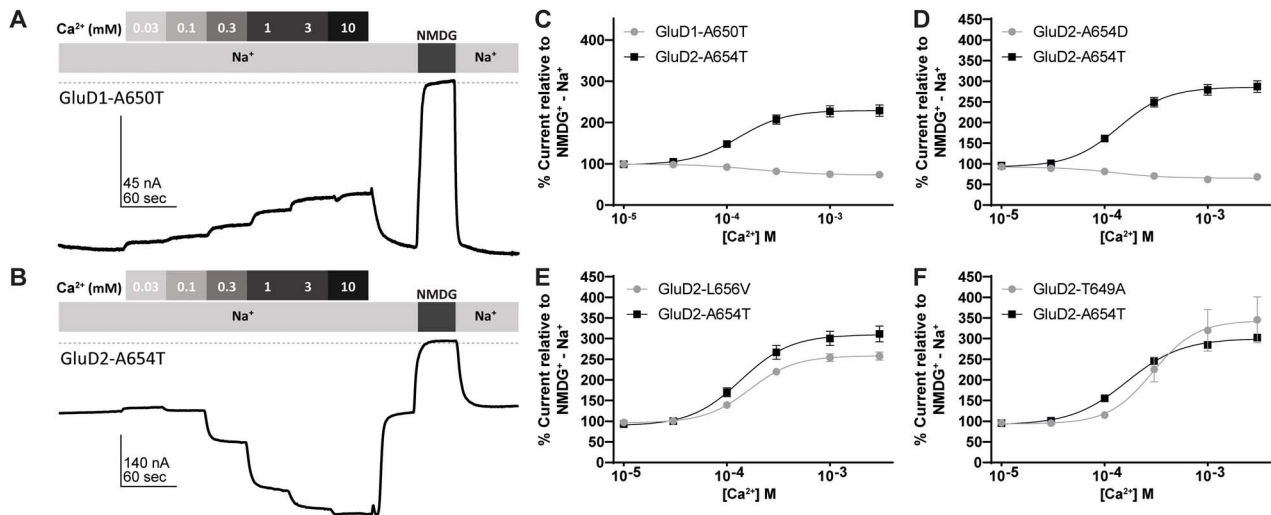 A
Ca²⁺ (mM) 0.03 0.1 0.3 1 3 10
NMDG
Na⁺ Na⁺
GluD1-A650T
45 nA
60 sec
B
Ca²⁺ (mM) 0.03 0.1 0.3 1 3 10
NMDG
Na⁺ Na⁺
GluD2-A654T
140 nA
60 sec
C
% Current relative to
NMDG⁺ - Na⁺
450
400
350
300
250
200
150
100
50
0
GluD1-A650T
GluD2-A654T
10⁻⁵ 10⁻⁴ 10⁻³
[Ca²⁺] M
D
% Current relative to
NMDG⁺ - Na⁺
450
400
350
300
250
200
150
100
50
0
GluD2-A654D
GluD2-A654T
10⁻⁵ 10⁻⁴ 10⁻³
[Ca²⁺] M
E
% Current relative to
NMDG⁺ - Na⁺
450
400
350
300
250
200
150
100
50
0
GluD2-L656V
GluD2-A654T
10⁻⁵ 10⁻⁴ 10⁻³
[Ca²⁺] M
F
% Current relative to
NMDG⁺ - Na⁺
450
400
350
300
250
200
150
100
50
0
GluD2-T649A
GluD2-A654T
10⁻⁵ 10⁻⁴ 10⁻³
[Ca²⁺] M